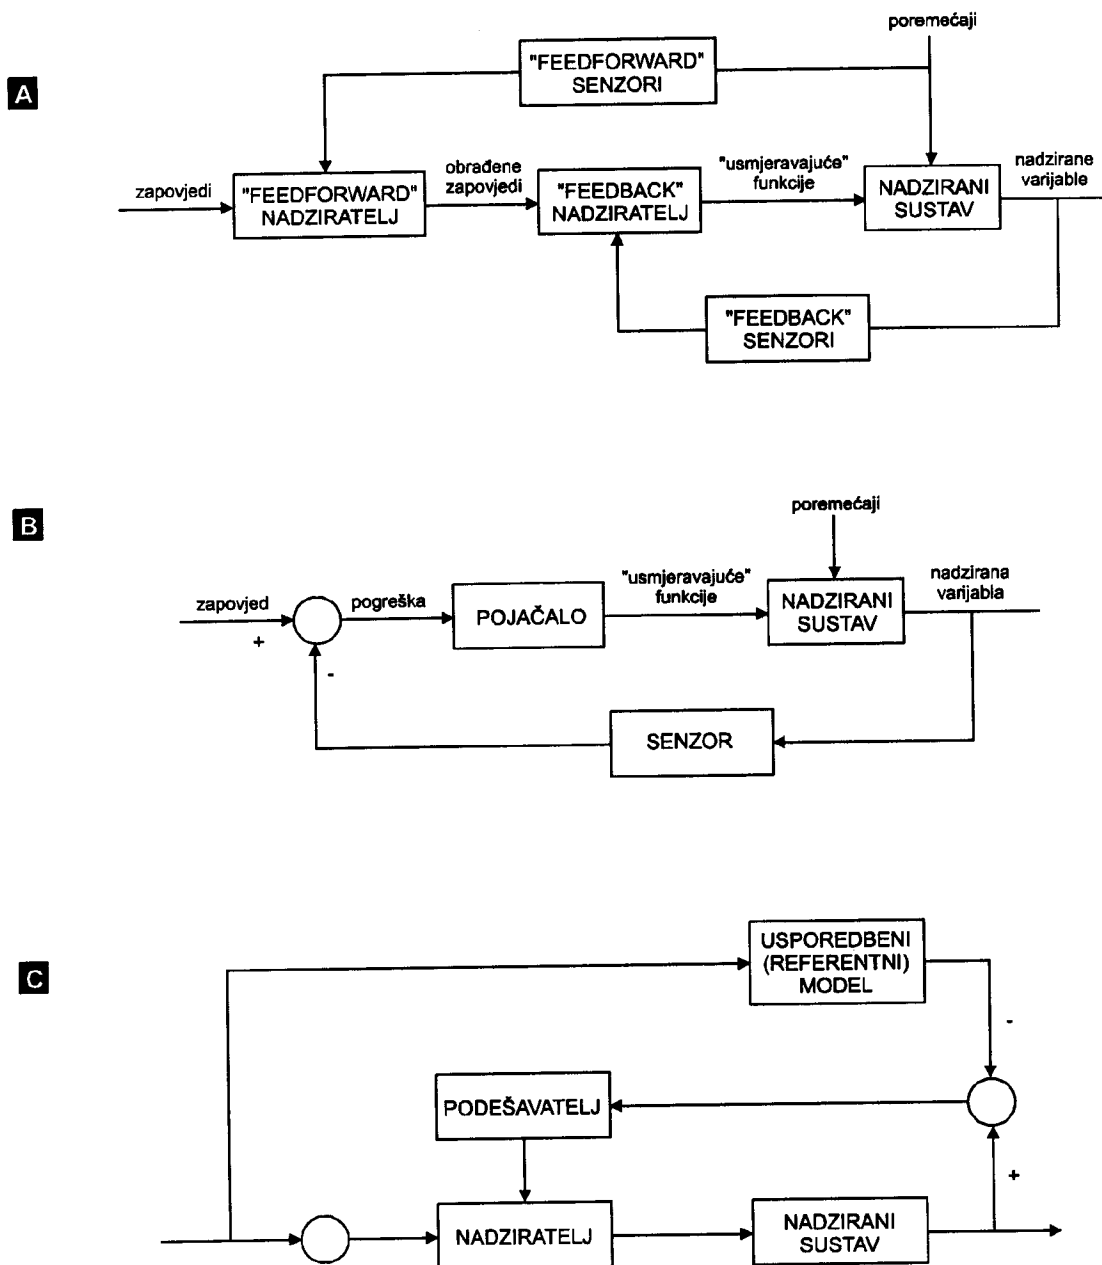 A
poremećaji
"FEEDFORWARD"
SENZORI
zapovjedi
"FEEDFORWARD"
NADZIRATELJ
obrađene
zapovjedi
"FEEDBACK"
NADZIRATELJ
"usmjeravajuće"
funkcije
NADZIRANI
SUSTAV
nadzirane
varijable
"FEEDBACK"
SENZORI
B
poremećaji
zapovjed
+
-
pogreška
POJAČALO
"usmjeravajuće"
funkcije
NADZIRANI
SUSTAV
nadzirana
varijabla
SENZOR
C
USPOREDBENI
(REFERENTNI)
MODEL
-
PODEŠAVATELJ
+
NADZIRATELJ
NADZIRANI
SUSTAV